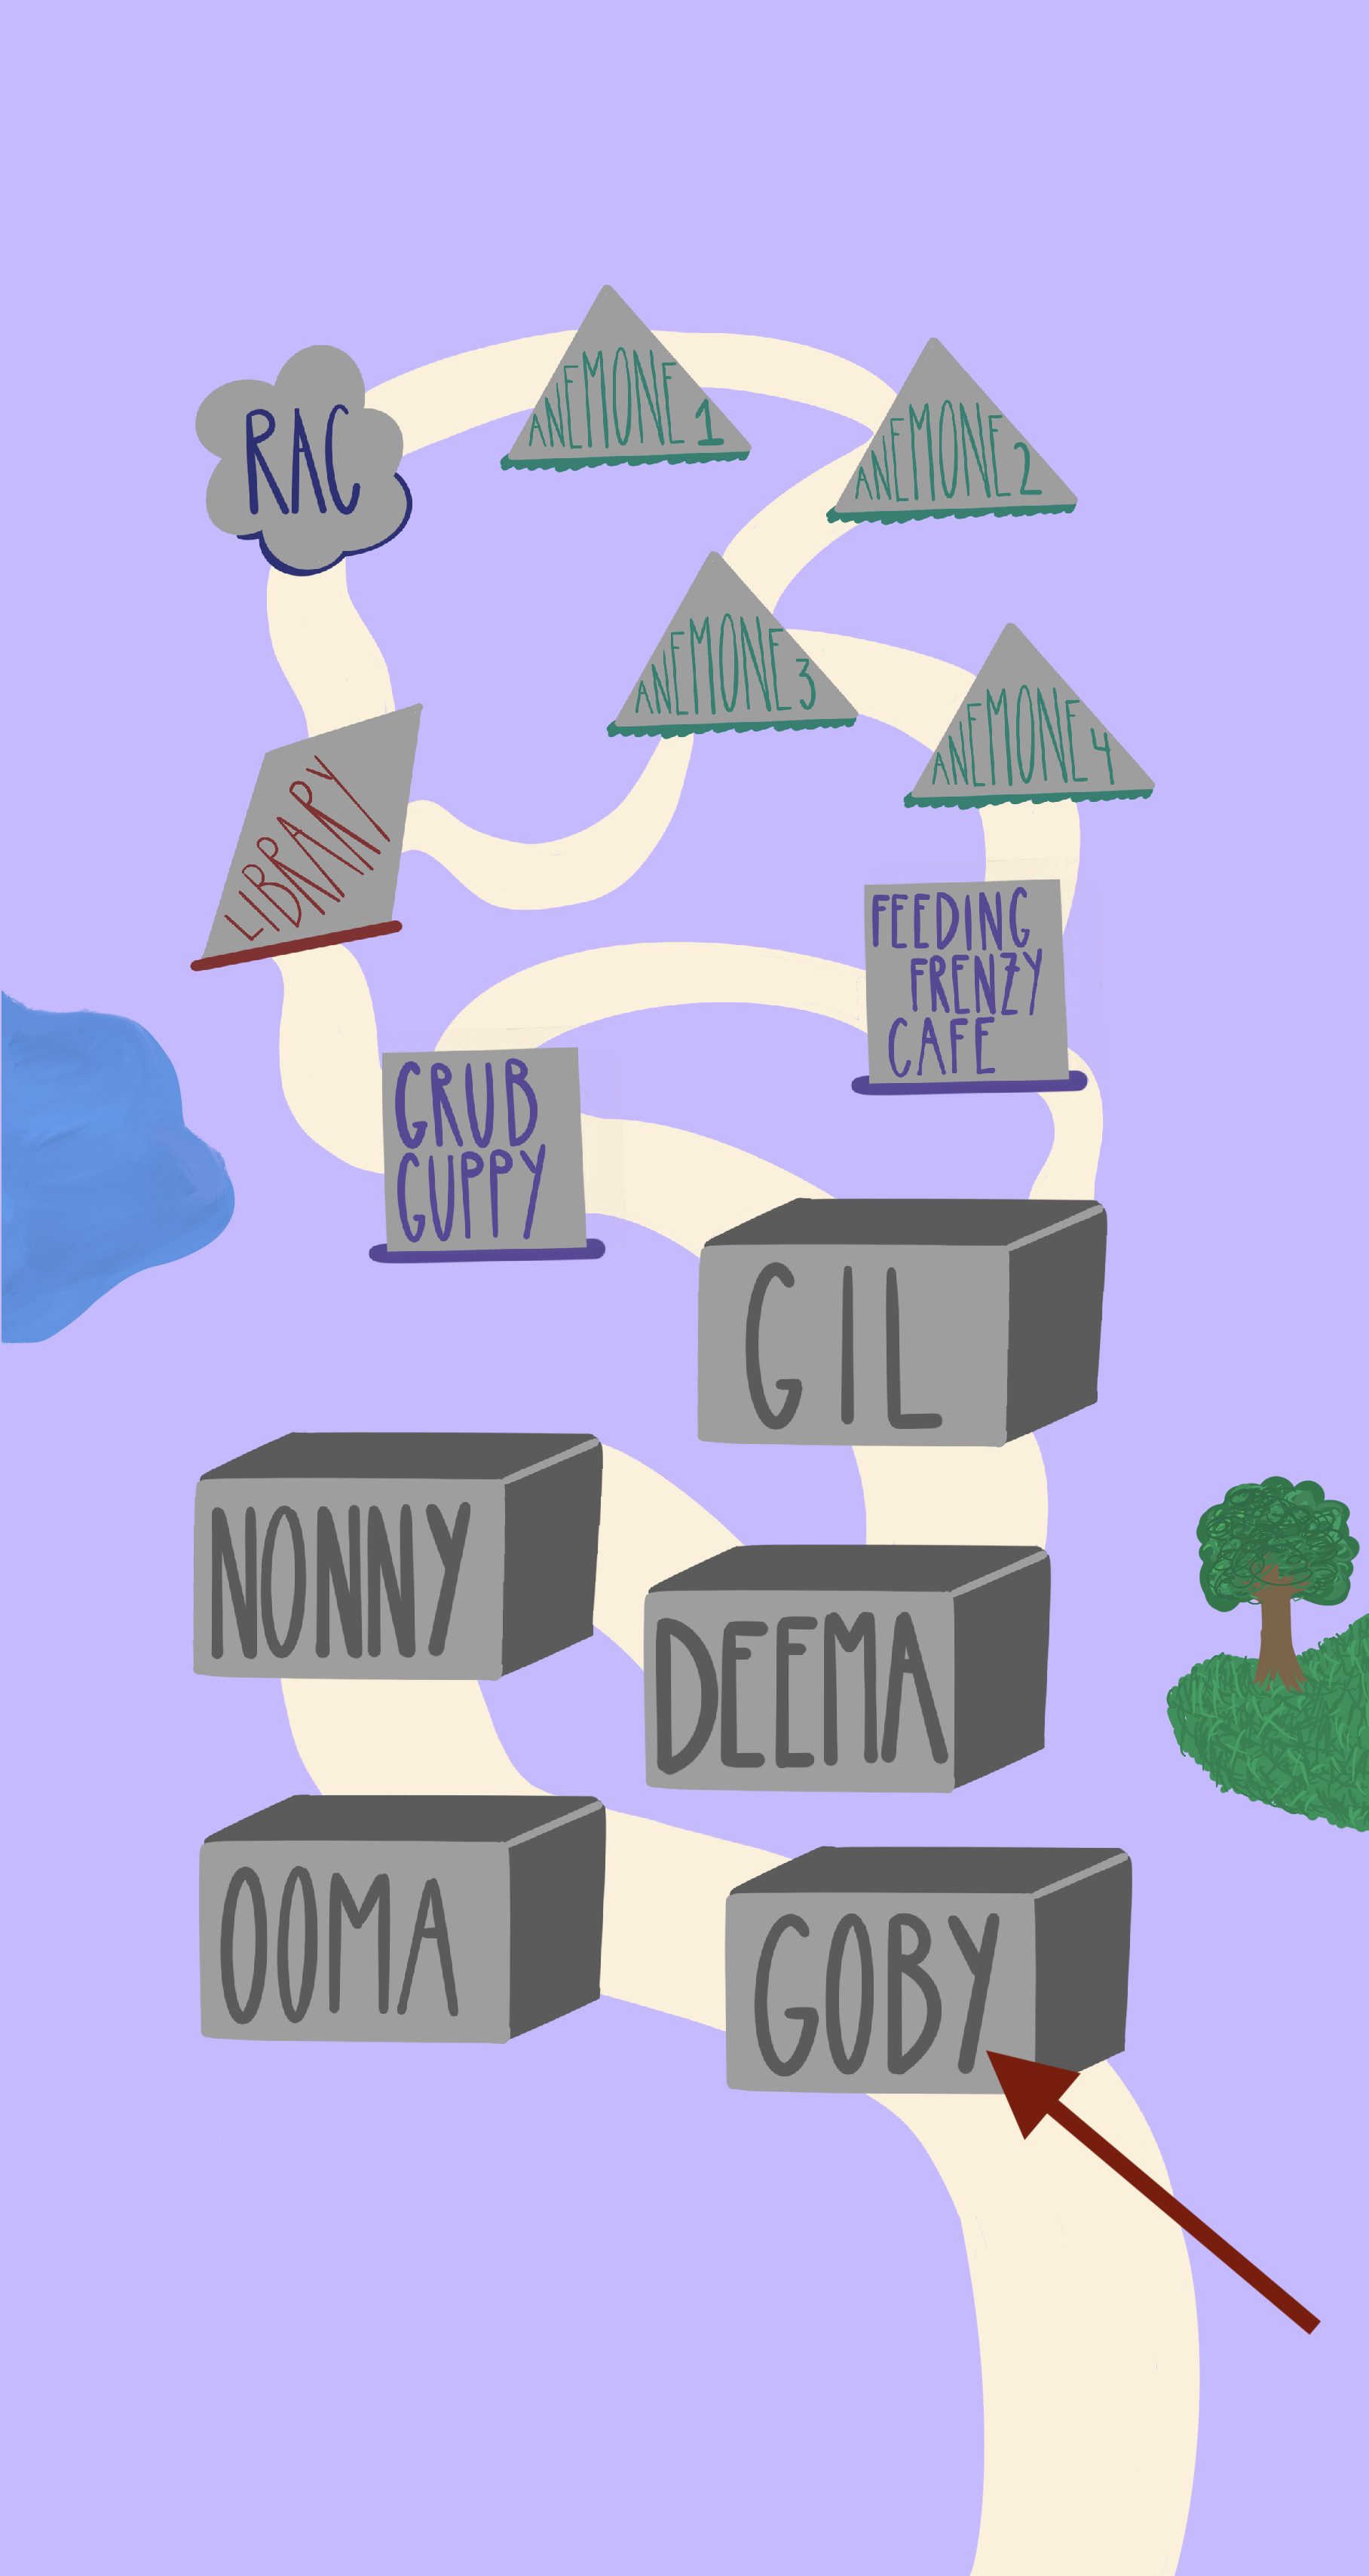 ANEMONE 1
RAC
ANEMONE 2
ANEMONE 3
ANEMONE 4
LIBRARY
FEEDING
FRENZY
CAFE
GRUB
GUPPY
GIL
NONNY
DEEMA
OOMA
GOBY